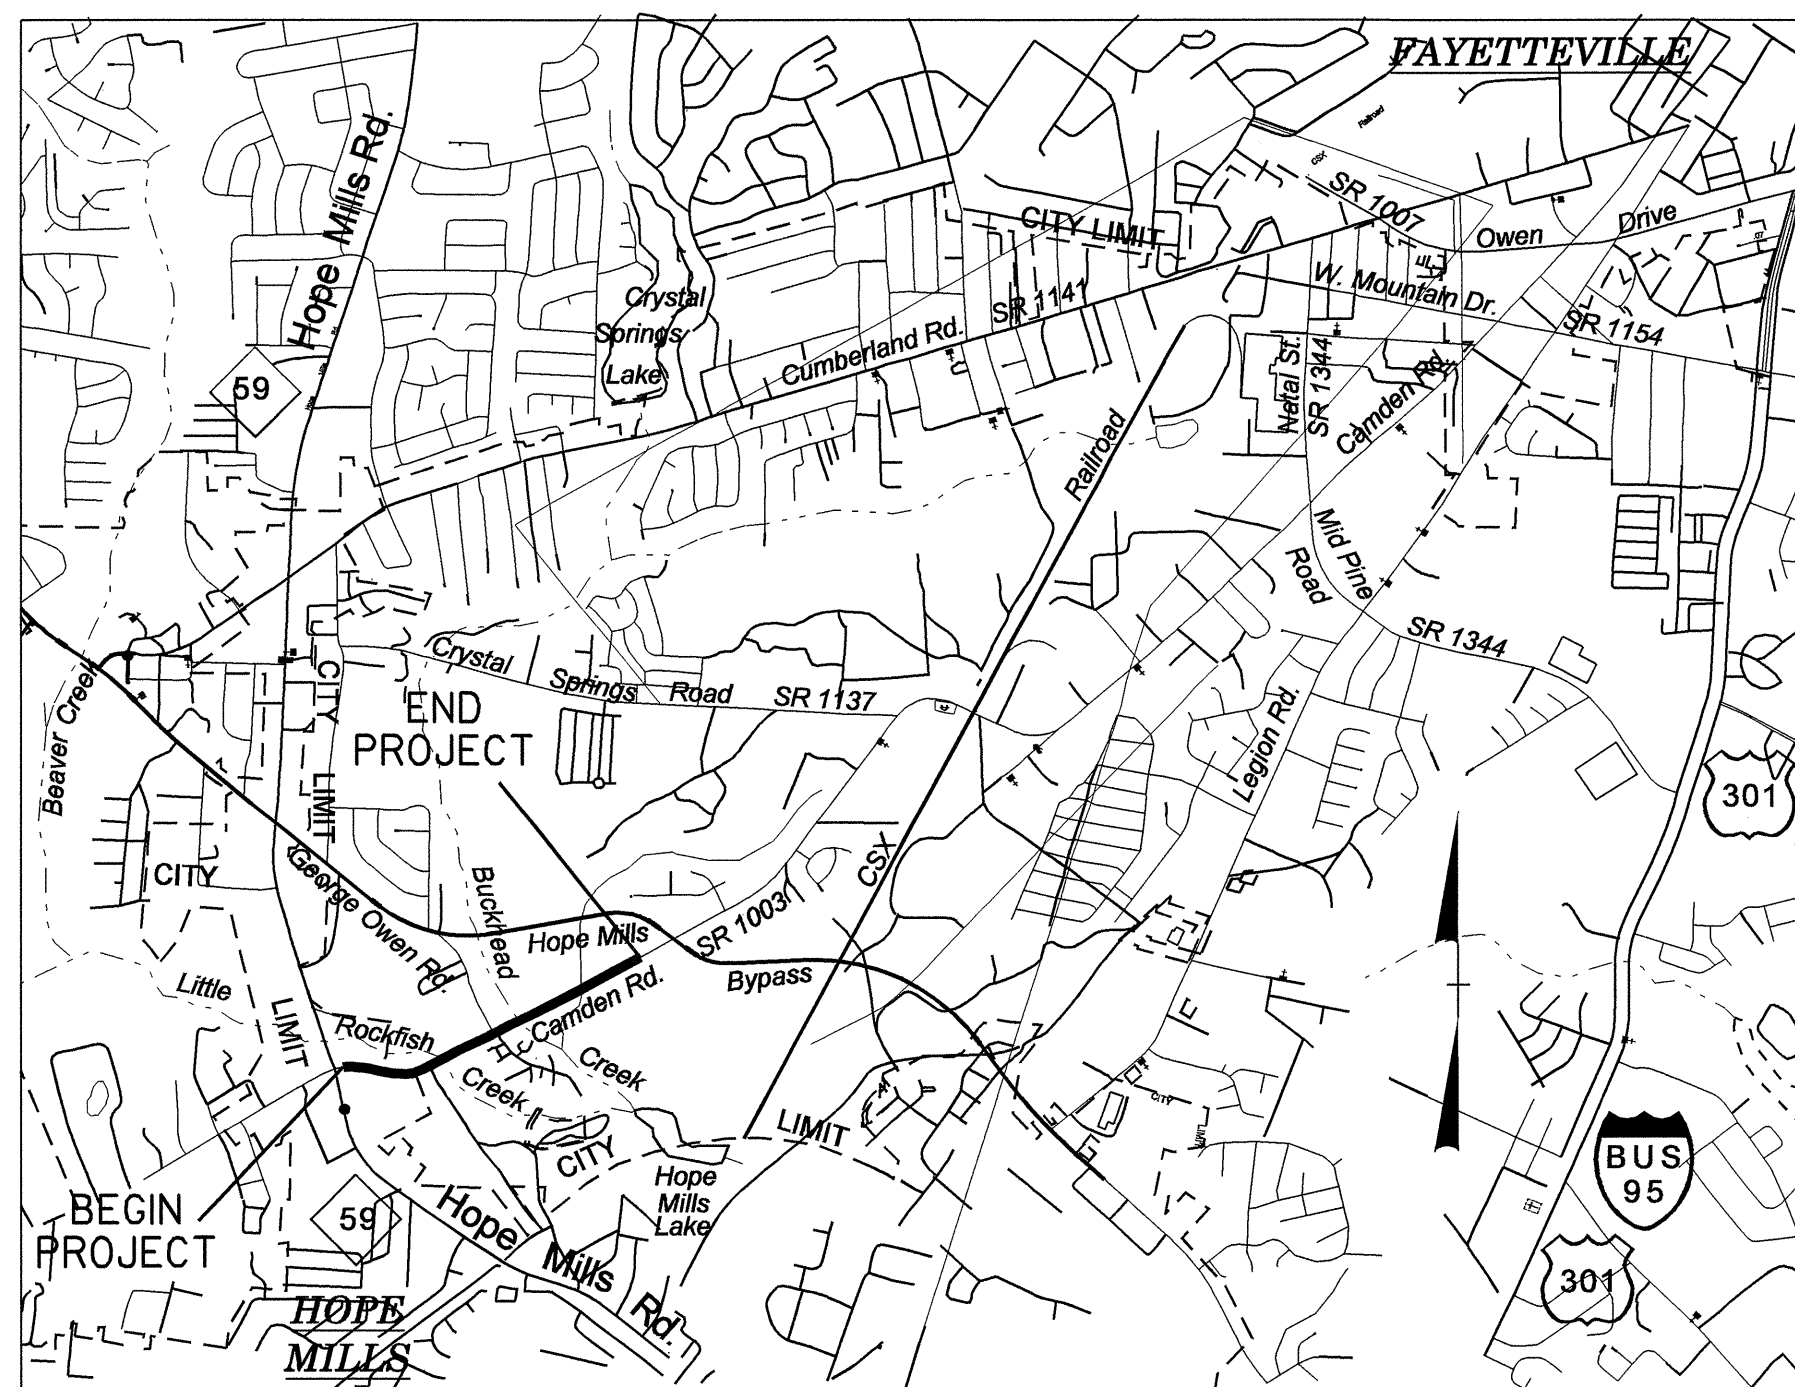 FAYETTEVILLE
Hope Mills Rd.
Railroad
CSX
SR 1007
Owen Drive
CITY LIMIT
W. Mountain Dr.
SR 1154
SR 1141
Cumberland Rd.
Crystal
Springs
Lake
59
Natal St.
SR 1344
Camden Rd.
Railroad
Mid Pine
Road
SR 1344
Crystal Springs Road SR 1137
CITY
LIMIT
END
PROJECT
Beaver Creek
Legion Rd.
301
CITY
George Owen Rd.
Buckhead
CSX
SR 1003
Hope Mills
Bypass
Camden Rd.
Little
Rockfish
Creek
Creek
LIMIT
CITY
LIMIT
CITY
LIMIT
Hope
Mills
Lake
BUS
95
BEGIN
PROJECT
59
Hope Mills Rd.
301
HOPE
MILLS